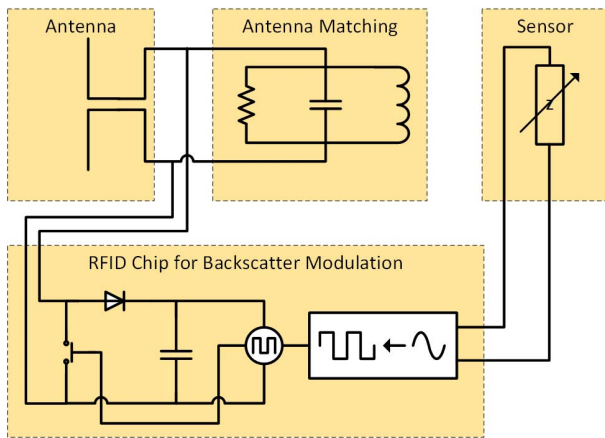 Antenna
Antenna Matching
Sensor
Z
RFID Chip for Backscatter Modulation